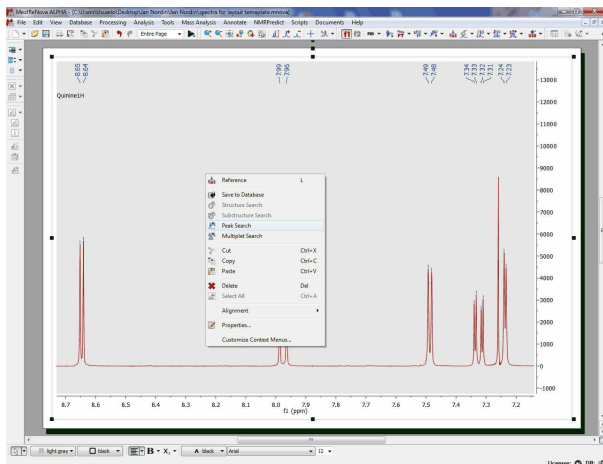 MestReNova ALPHA - [C:\Users\Usuario\Desktop\Jan Nordin\spectra for layout temaplate.mnova]
File Edit View Database Processing Analysis Stack Tools Mass Analysis Assignments NMRPredict Scripts Documents Help
Entire Page
8.65
8.64
7.99
7.96
7.49
7.48
7.34
7.33
7.32
7.31
7.24
7.23
Quinine1H
13000
12000
11000
10000
9000
8000
7000
6000
5000
4000
3000
2000
1000
0
-1000
Reference L
Save to Database
Structure Search
Substructure Search
Peak Search
Multiplet Search
Cut Ctrl+X
Copy Ctrl+C
Paste Ctrl+V
Delete Del
Select All Ctrl+A
Alignment
Properties...
Customize Context Menus...
8.7 8.6 8.5 8.4 8.3 8.2 8.1 8.0 7.9 7.8 7.7 7.6 7.5 7.4 7.3 7.2
f1 (ppm)
light gray black B X, A black Arial 12
Licenses: DB: